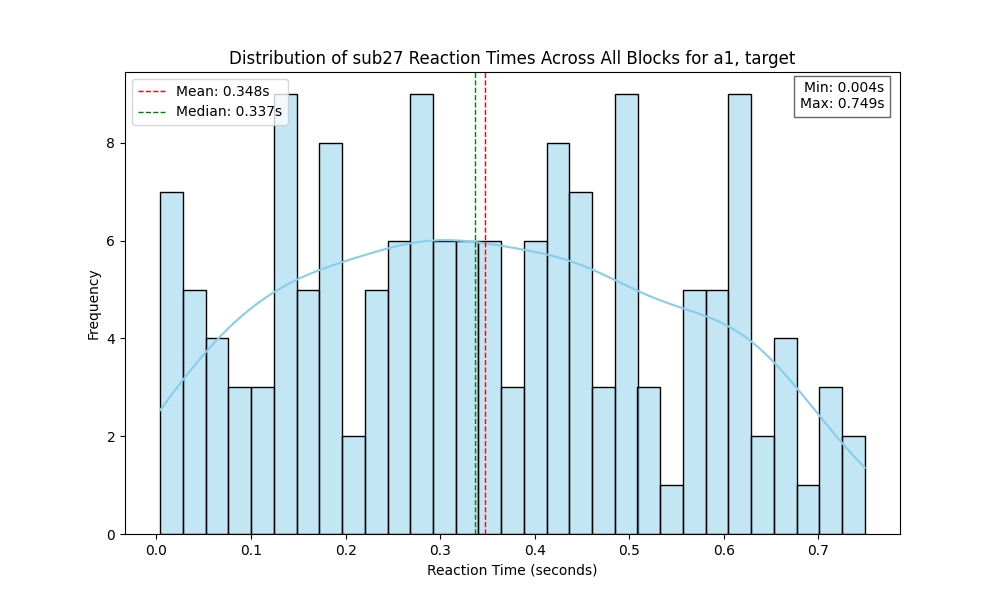 Distribution of sub27 Reaction Times Across All Blocks for a1, target
Mean: 0.348s
Median: 0.337s
Min: 0.004s
Max: 0.749s
Frequency
8
6
4
2
0
0.0 0.1 0.2 0.3 0.4 0.5 0.6 0.7
Reaction Time (seconds)